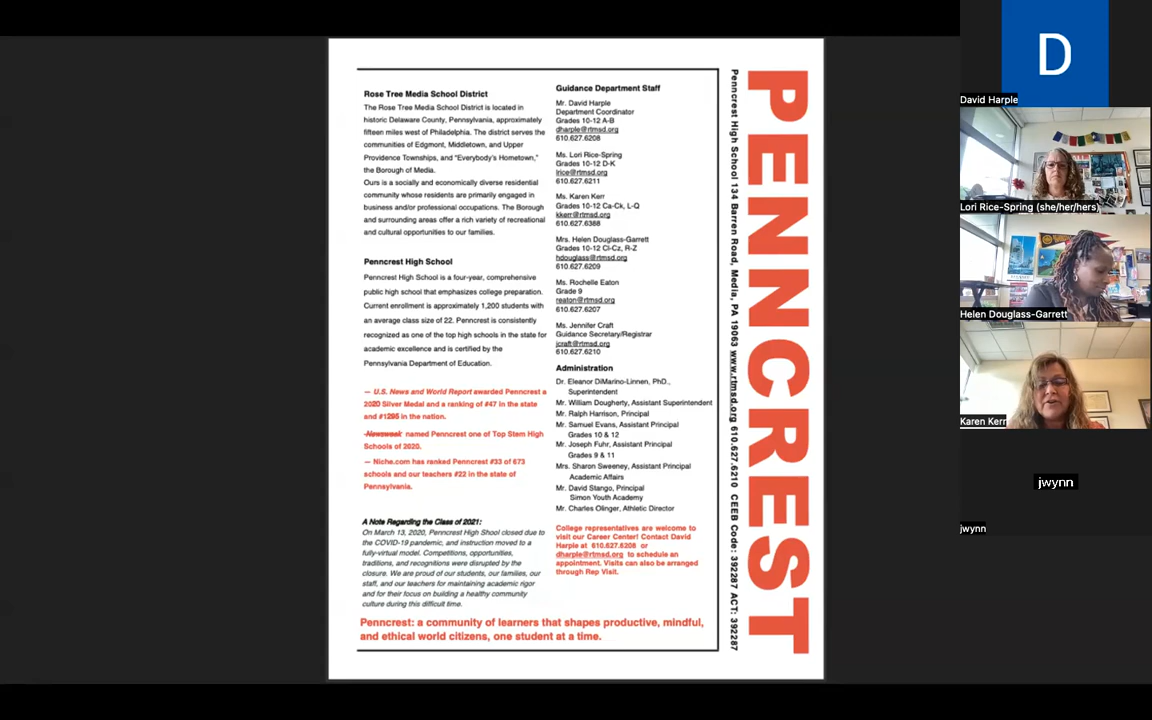 Rose Tree Media School District
The Rose Tree Media School District is located in
historic Delaware County, Pennsylvania, approximately
fifteen miles west of Philadelphia. The district serves the
communities of Edgmont, Middletown, and Upper
Providence Townships, and "Everybody's Hometown,"
the Borough of Media.
Ours is a socially and economically diverse residential
community whose residents are primarily engaged in
business and/or professional occupations. The Borough
and surrounding areas offer a rich variety of recreational
and cultural opportunities to our families.
Penncrest High School
Penncrest High School is a four-year, comprehensive
public high school that emphasizes college preparation.
Current enrollment is approximately 1,200 students with
an average class size of 22. Penncrest is consistently
recognized as one of the top high schools in the state for
academic excellence and is certified by the
Pennsylvania Department of Education.
— U.S. News and World Report awarded Penncrest a
2020 Silver Medal and a ranking of #47 in the state
and #1295 in the nation.
-Newsweek named Penncrest one of Top Stem High
Schools of 2020.
— Niche.com has ranked Penncrest #33 of 673
schools and our teachers #22 in the state of
Pennsylvania.
A Note Regarding the Class of 2021:
On March 13, 2020, Penncrest High Shool closed due to
the COVID-19 pandemic, and instruction moved to a
fully-virtual model. Competitions, opportunities,
traditions, and recognitions were disrupted by the
closure. We are proud of our students, our families, our
staff, and our teachers for maintaining academic rigor
and for their focus on building a healthy community
culture during this difficult time.
Guidance Department Staff
Mr. David Harple
Department Coordinator
Grades 10-12 A-B
dharple@rtmsd.org
610.627.6208
Ms. Lori Rice-Spring
Grades 10-12 D-K
lrice@rtmsd.org
610.627.6211
Ms. Karen Kerr
Grades 10-12 Ca-Ck, L-Q
kkerr@rtmsd.org
610.627.6388
Mrs. Helen Douglass-Garrett
Grades 10-12 Ci-Cz, R-Z
hdouglass@rtmsd.org
610.627.6209
Ms. Rochelle Eaton
Grade 9
reaton@rtmsd.org
610.627.6207
Ms. Jennifer Craft
Guidance Secretary/Registrar
jcraft@rtmsd.org
610.627.6210
Administration
Dr. Eleanor DiMarino-Linnen, PhD.,
Superintendent
Mr. William Dougherty, Assistant Superintendent
Mr. Ralph Harrison, Principal
Mr. Samuel Evans, Assistant Principal
Grades 10 & 12
Mr. Joseph Fuhr, Assistant Principal
Grades 9 & 11
Mrs. Sharon Sweeney, Assistant Principal
Academic Affairs
Mr. David Stango, Principal
Simon Youth Academy
Mr. Charles Olinger, Athletic Director
College representatives are welcome to
visit our Career Center! Contact David
Harple at 610.627.6208 or
dharple@rtmsd.org to schedule an
appointment. Visits can also be arranged
through Rep Visit.
Penncrest: a community of learners that shapes productive, mindful,
and ethical world citizens, one student at a time.
Penncrest High School 134 Barren Road, Media, PA 19063 www.rtmsd.org 610.627.6210 CEEB Code: 392287 ACT: 392287
PENNCREST
D
David Harple
Lori Rice-Spring (she/her/hers)
Helen Douglass-Garrett
Karen Kerr
jwynn
jwynn